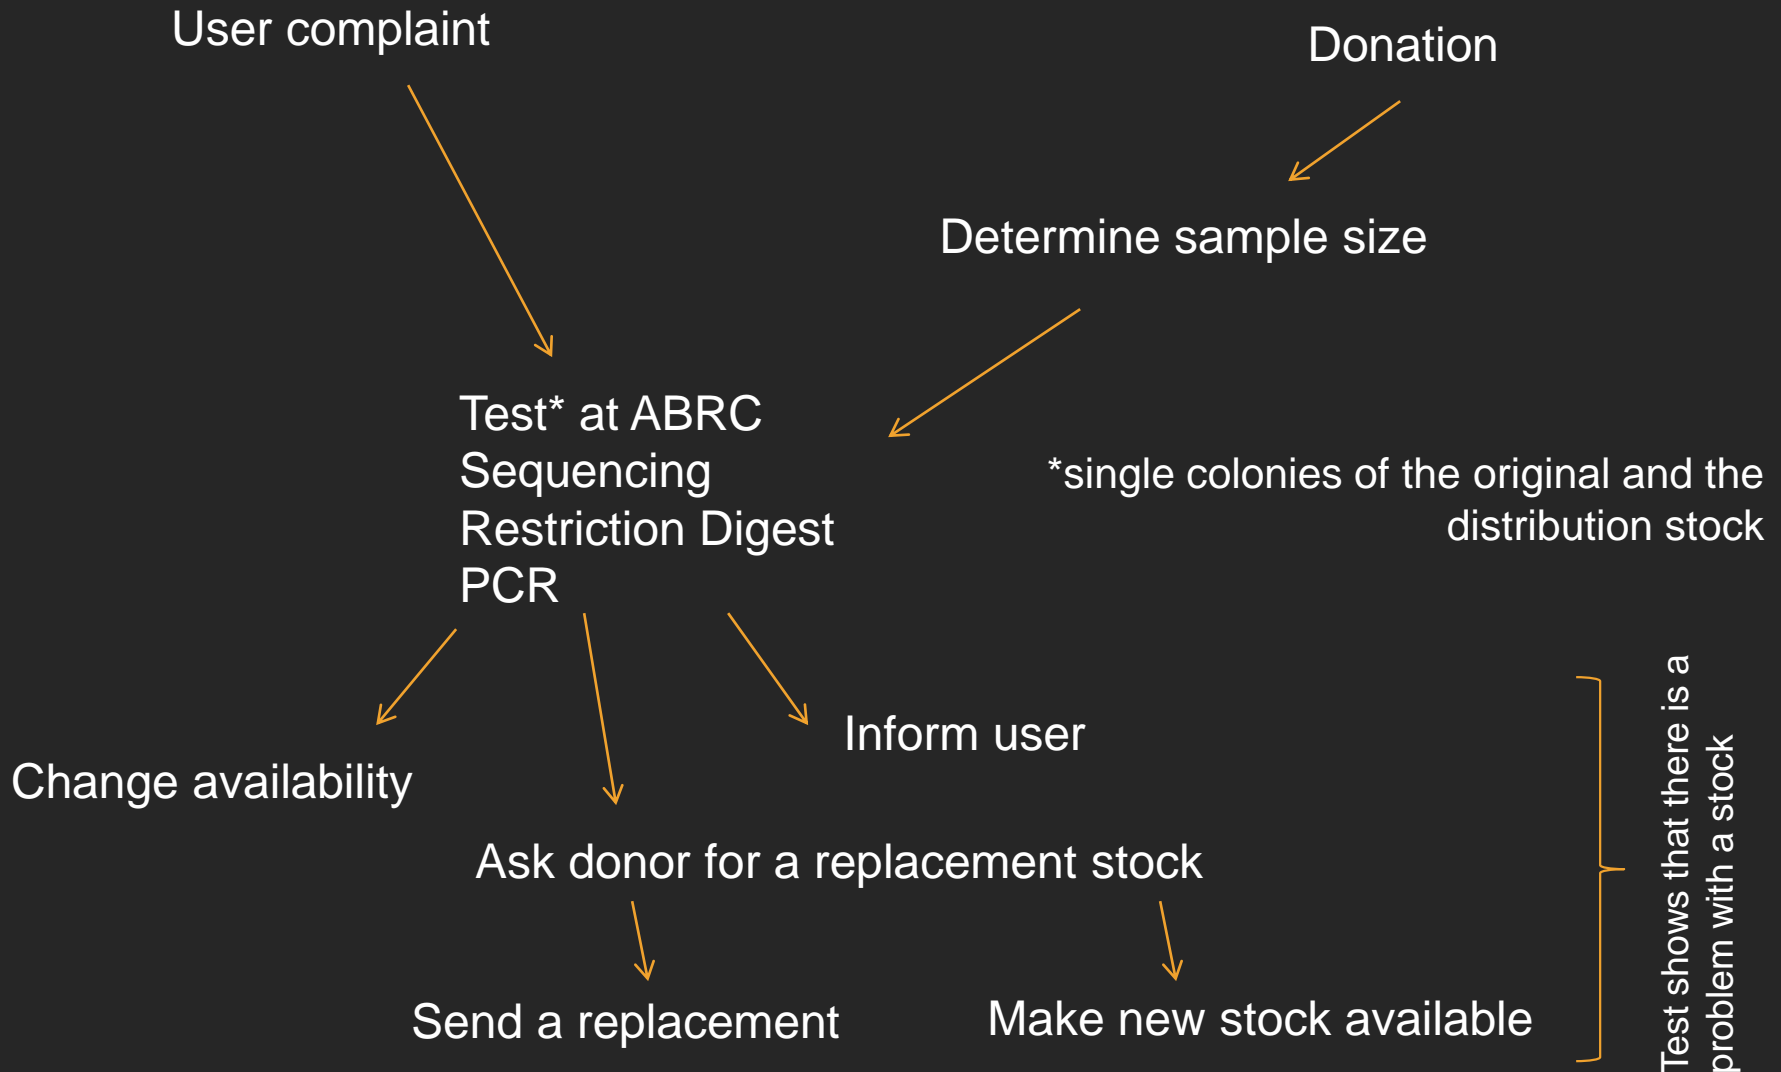 User complaint
Donation
Determine sample size
Test* at ABRC
Sequencing
Restriction Digest
PCR
*single colonies of the original and the
distribution stock
Inform user
Change availability
Ask donor for a replacement stock
Send a replacement
Make new stock available
Test shows that there is a
problem with a stock